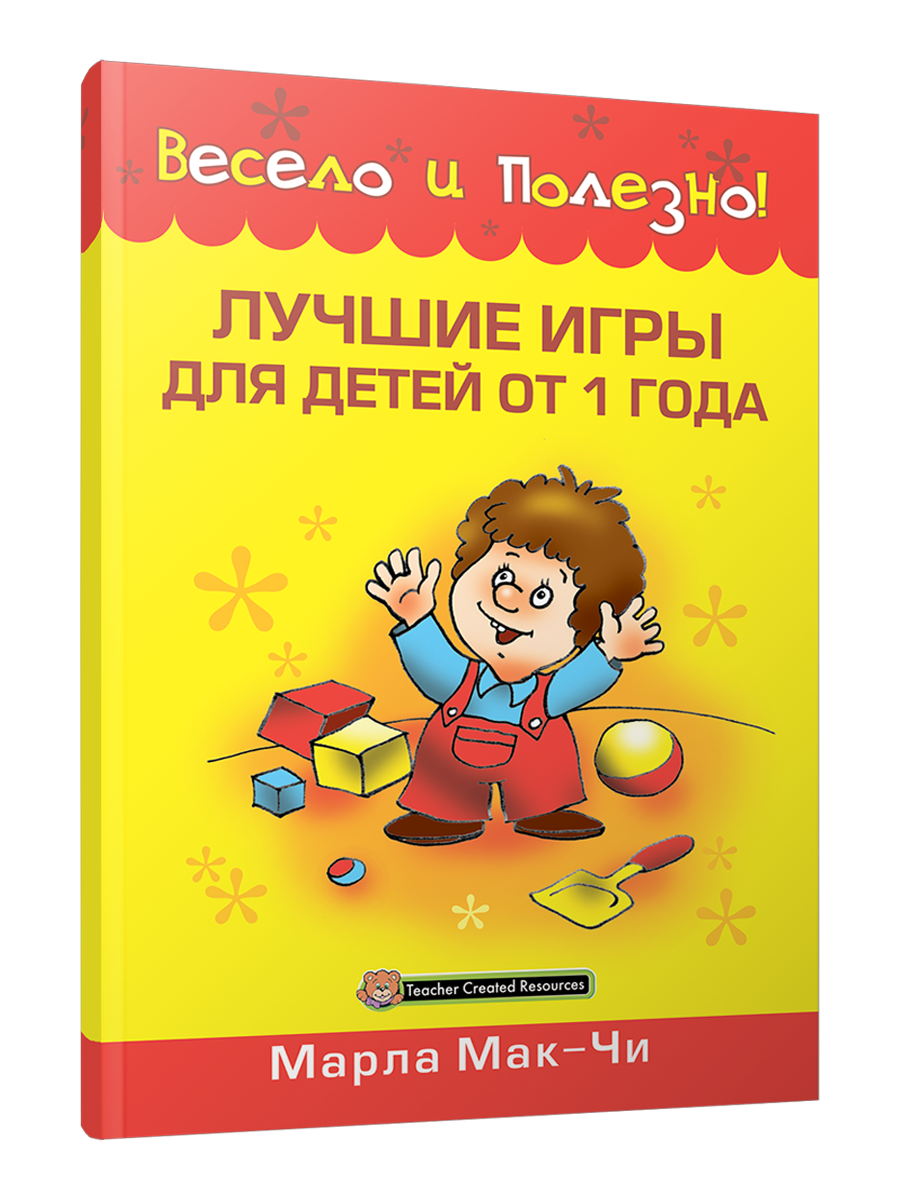 Весело и Полезно!
ЛУЧШИЕ ИГРЫ
ДЛЯ ДЕТЕЙ ОТ 1 ГОДА
Teacher Created Resources
Марла Мак-Чи